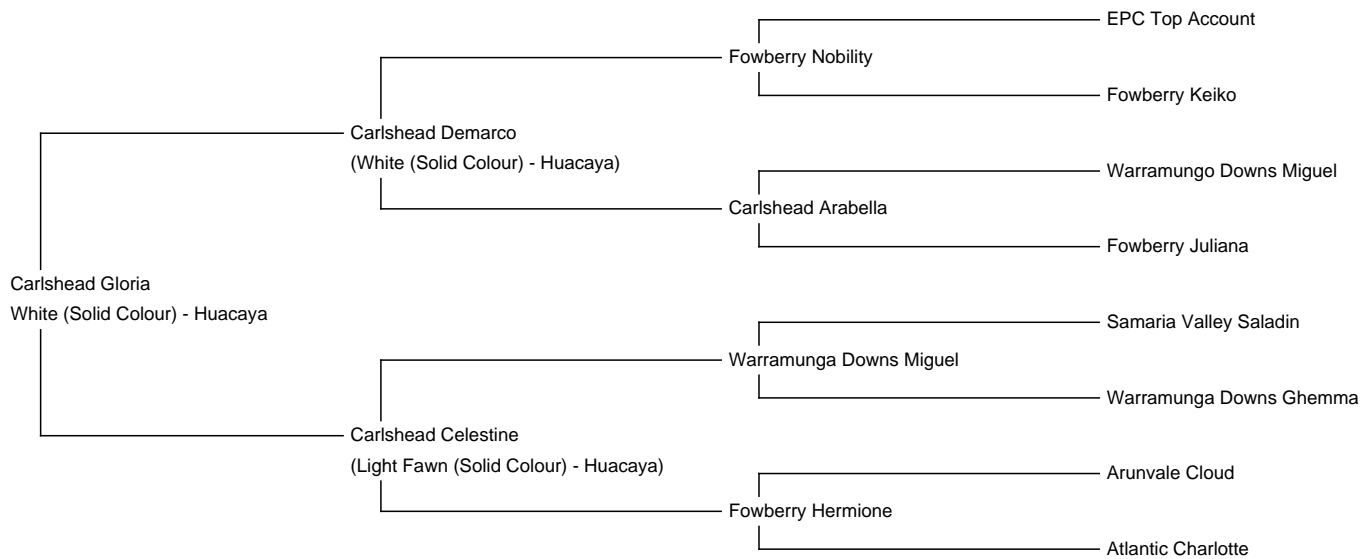 EPC Top Account
Fowberry Nobility
Fowberry Keiko
Carlshead Demarco
(White (Solid Colour) - Huacaya)
Warramungo Downs Miguel
Carlshead Arabella
Fowberry Juliana
Carlshead Gloria
White (Solid Colour) - Huacaya
Samaria Valley Saladin
Warramunga Downs Miguel
Warramunga Downs Ghemma
Carlshead Celestine
(Light Fawn (Solid Colour) - Huacaya)
Arunvale Cloud
Fowberry Hermione
Atlantic Charlotte